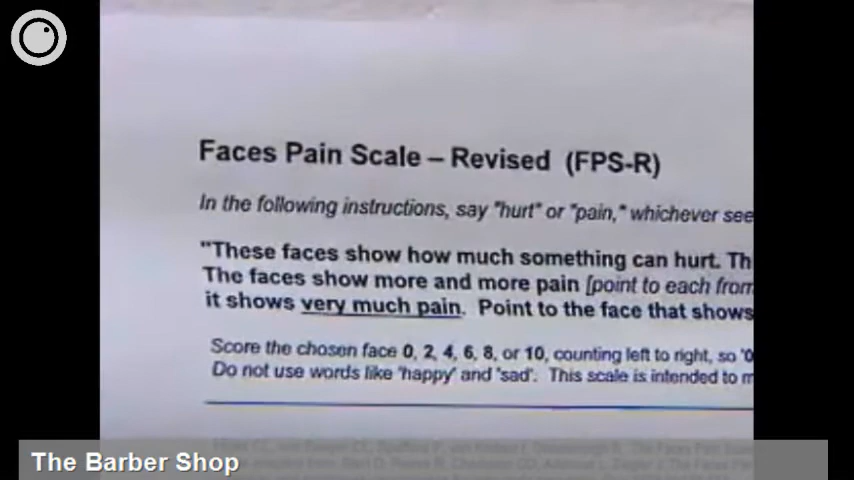 Faces Pain Scale – Revised (FPS-R)
In the following instructions, say "hurt" or "pain," whichever see
"These faces show how much something can hurt. Th
The faces show more and more pain [point to each from
it shows very much pain. Point to the face that shows
Score the chosen face 0, 2, 4, 6, 8, or 10, counting left to right, so '0
Do not use words like 'happy' and 'sad'. This scale is intended to m
The Barber Shop